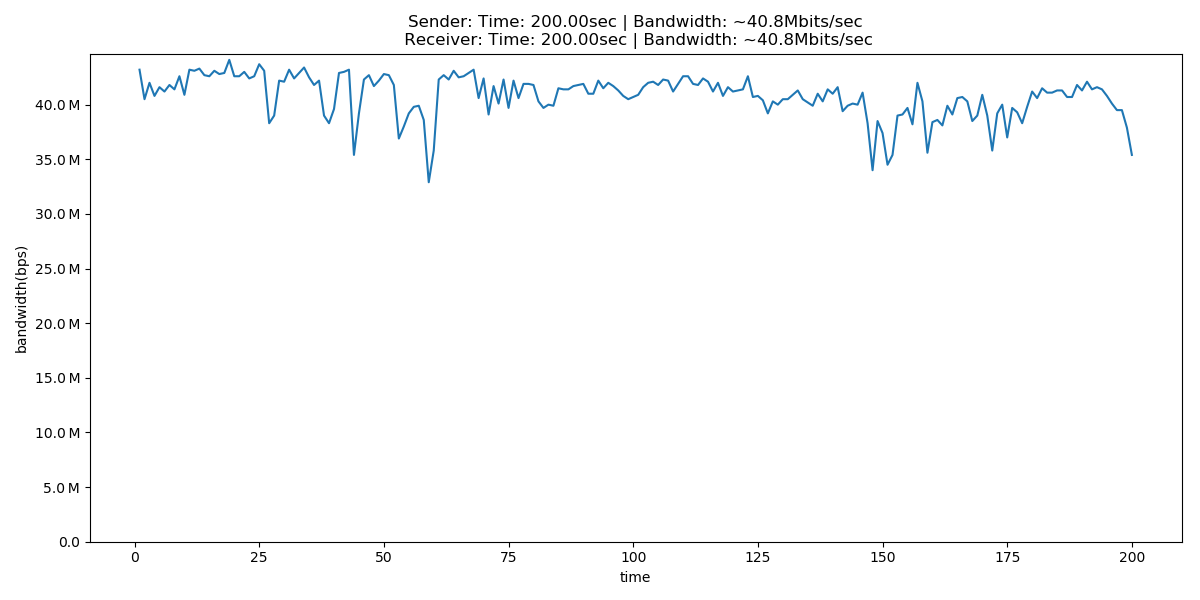 Sender: Time: 200.00sec | Bandwidth: ~40.8Mbits/sec
Receiver: Time: 200.00sec | Bandwidth: ~40.8Mbits/sec
40.0 M
35.0 M
30.0 M
25.0 M
20.0 M
15.0 M
10.0 M
5.0 M
0.0
bandwidth(bps)
0 25 50 75 100 125 150 175 200
time